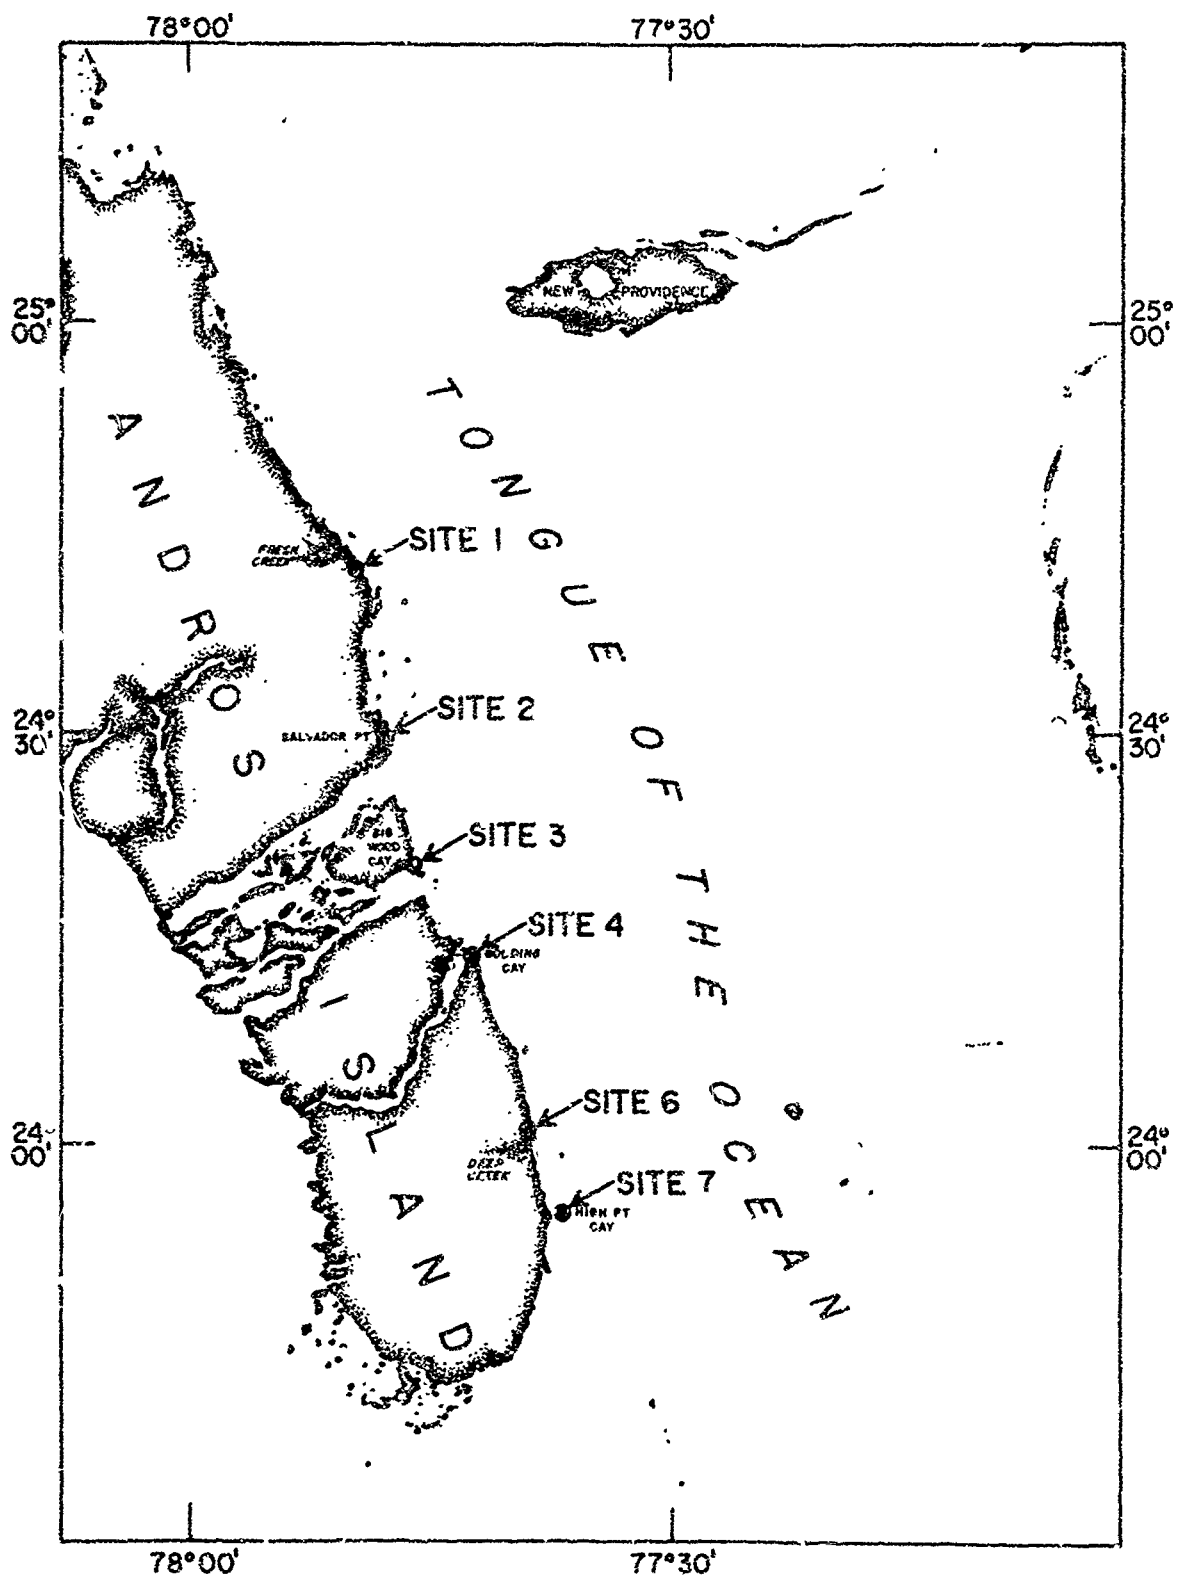 78°00'
77°30'
NEW PROVIDENCE
25°
00'
25°
00'
TONGUE OF THE OCEAN
ANDROS ISLAND
SITE 1
FRESH
CREEK
SITE 2
SALVADOR PT
24°
30'
24°
30'
SITE 3
BIG
WOOD
CAY
SITE 4
GOLDING
CAY
SITE 6
24°
00'
24°
00'
DEEP
CREEK
SITE 7
HIGH PT
CAY
78°00'
77°30'